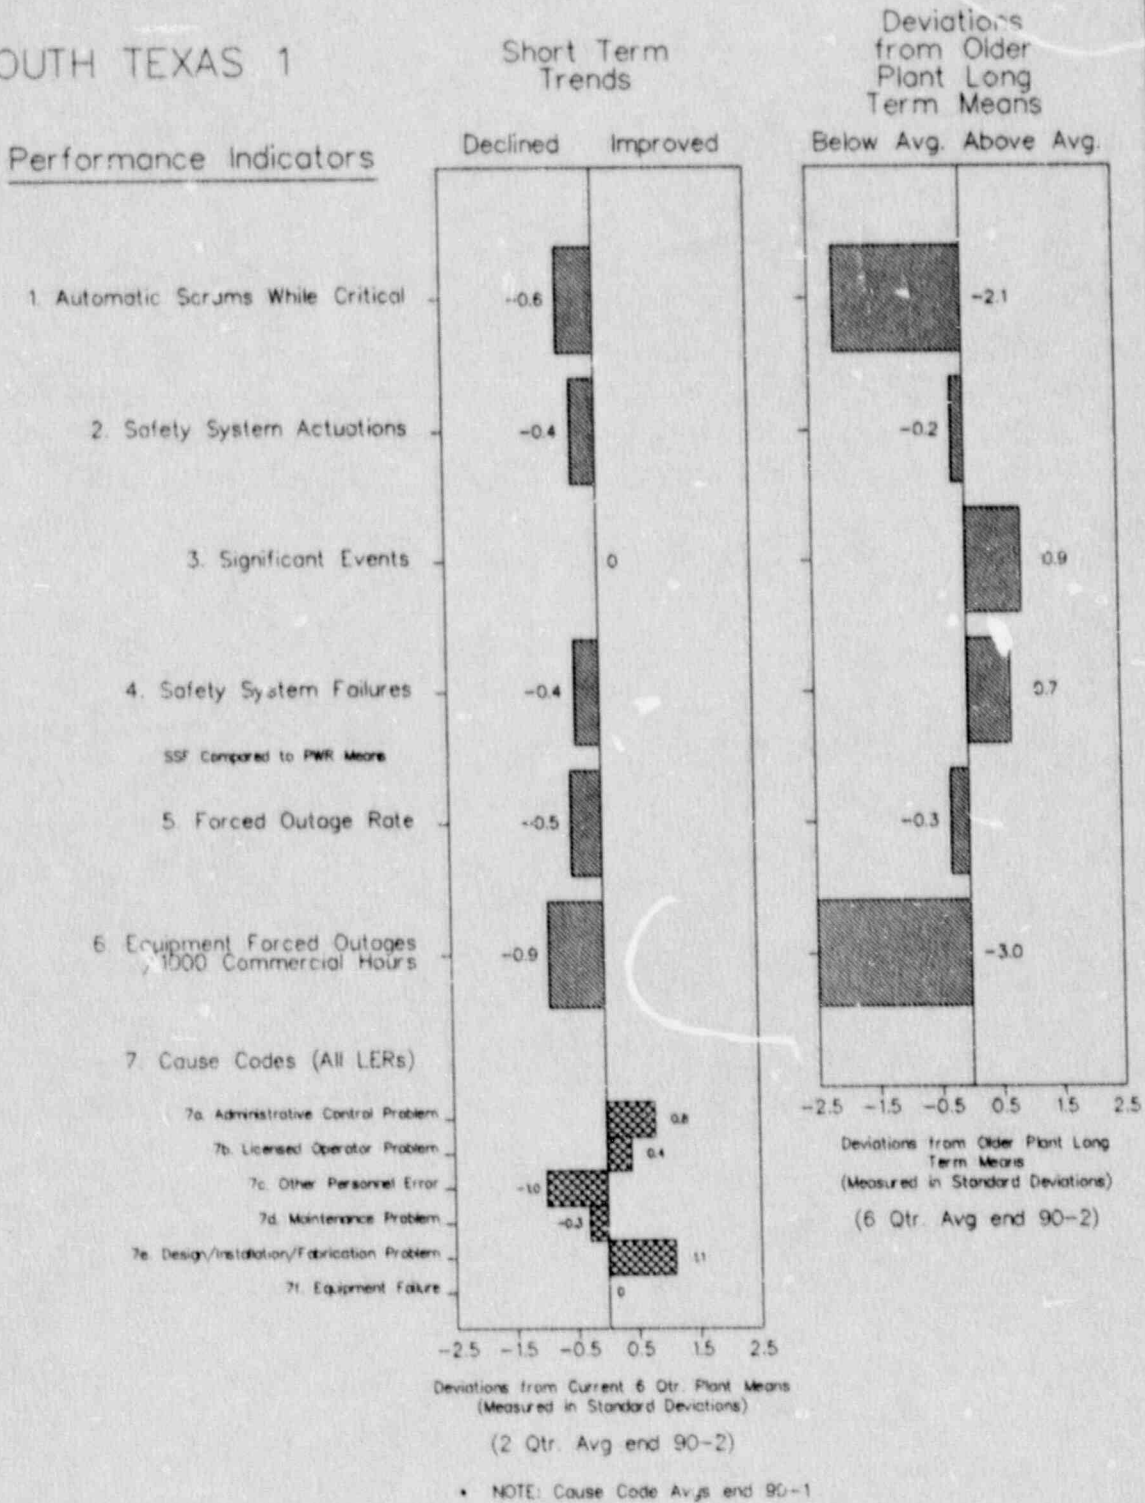 OUTH TEXAS 1
Short Term
Trends
Deviations
from Older
Plant Long
Term Means
Performance Indicators
Declined Improved
Below Avg. Above Avg.
1. Automatic Scrams While Critical
-0.6
-2.1
2. Safety System Actuations
-0.4
-0.2
3. Significant Events
0
0.9
4. Safety System Failures
-0.4
0.7
SSF Compared to PWR Means
5. Forced Outage Rate
-0.5
-0.3
6. Equipment Forced Outages
/ 1000 Commercial Hours
-0.9
-3.0
7. Cause Codes (All LERs)
7a. Administrative Control Problem
0.8
7b. Licensed Operator Problem
0.4
7c. Other Personnel Error
-1.0
7d. Maintenance Problem
-0.3
7e. Design/Installation/Fabrication Problem
1.1
7f. Equipment Failure
0
-2.5 -1.5 -0.5 0.5 1.5 2.5
Deviations from Current 6 Qtr. Plant Means
(Measured in Standard Deviations)
(2 Qtr. Avg end 90-2)
-2.5 -1.5 -0.5 0.5 1.5 2.5
Deviations from Older Plant Long
Term Means
(Measured in Standard Deviations)
(6 Qtr. Avg end 90-2)
• NOTE: Cause Code Avgs end 90-1